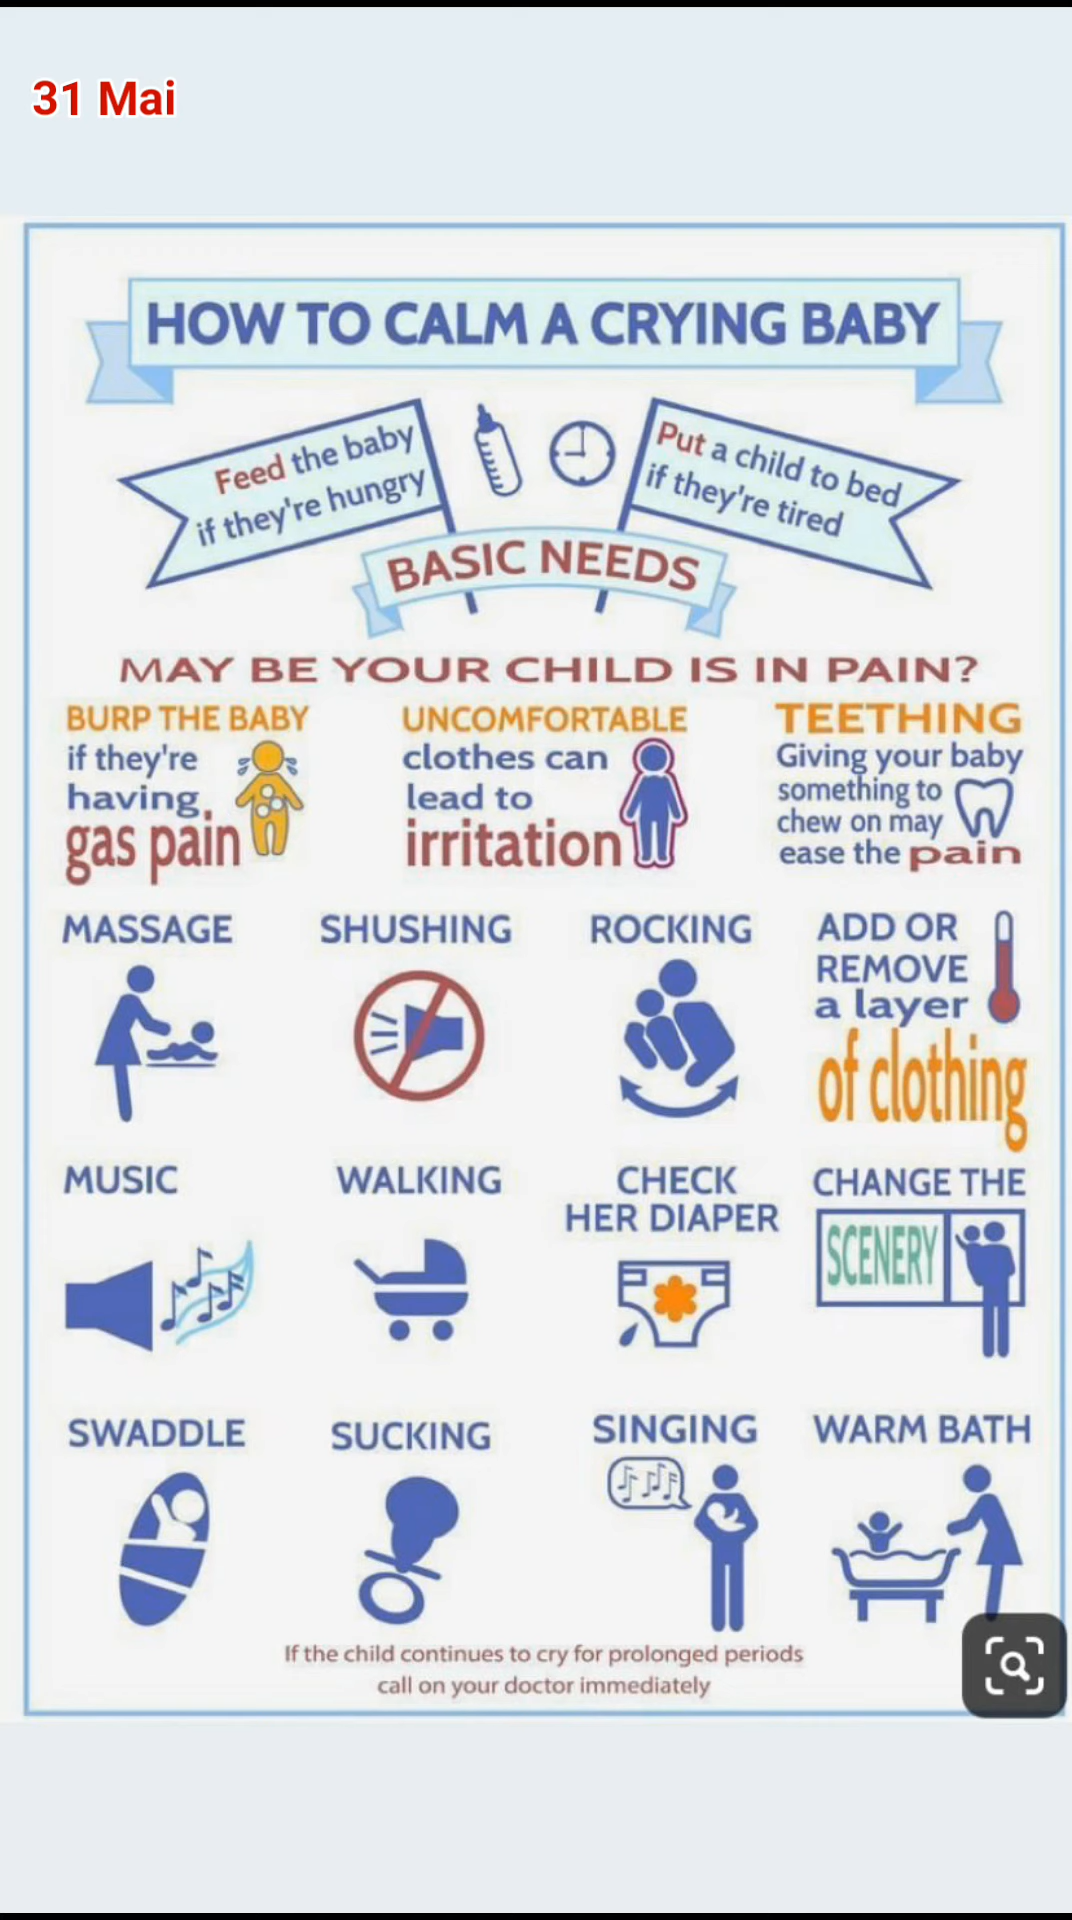 31 Mai
HOW TO CALM A CRYING BABY
Feed the baby
if they're hungry
Put a child to bed
if they're tired
BASIC NEEDS
MAY BE YOUR CHILD IS IN PAIN?
BURP THE BABY
if they're
having
gas pain
UNCOMFORTABLE
clothes can
lead to
irritation
TEETHING
Giving your baby
something to
chew on may
ease the pain
MASSAGE
SHUSHING
ROCKING
ADD OR
REMOVE
a layer
of clothing
MUSIC
WALKING
CHECK
HER DIAPER
CHANGE THE
SCENERY
SWADDLE
SUCKING
SINGING
WARM BATH
If the child continues to cry for prolonged periods
call on your doctor immediately